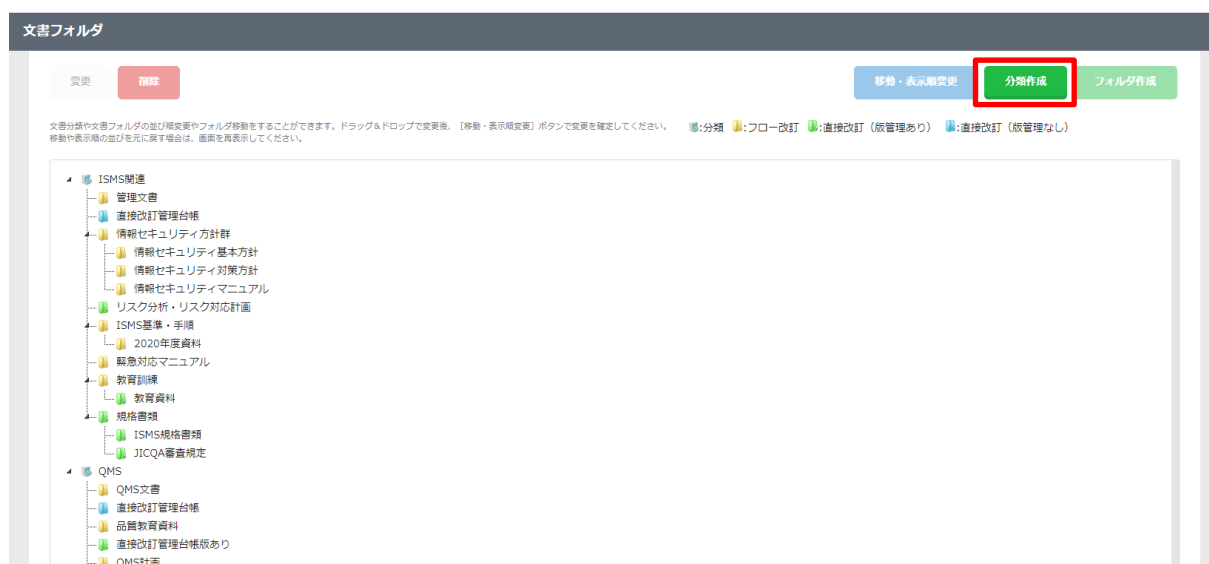 文書フォルダ
変更 削除 移動・表示順変更 分類作成 フォルダ作成
文書分類や文書フォルダの並び順変更やフォルダ移動をすることができます。ドラッグ&ドロップで変更後、［移動・表示順変更］ボタンで変更を確定してください。 :分類 :フロー改訂 :直接改訂（版管理あり） :直接改訂（版管理なし）
移動や表示順の並びを元に戻す場合は、画面を再表示してください。
ISMS関連
管理文書
直接改訂管理台帳
情報セキュリティ方針群
情報セキュリティ基本方針
情報セキュリティ対策方針
情報セキュリティマニュアル
リスク分析・リスク対応計画
ISMS基準・手順
2020年度資料
緊急対応マニュアル
教育訓練
教育資料
規格書類
ISMS規格書類
JICQA審査規定
QMS
QMS文書
直接改訂管理台帳
品質教育資料
直接改訂管理台帳版あり
QMS計画